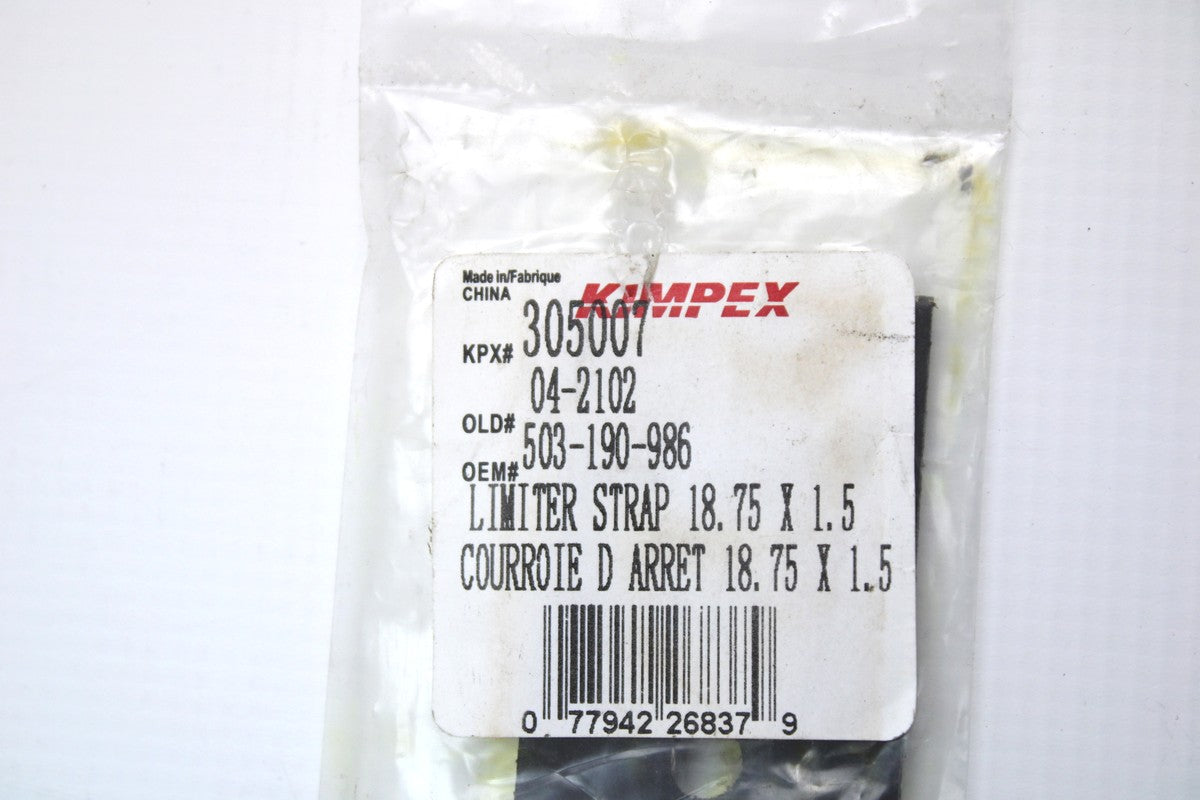 Made in/Fabrique
CHINA
KIMPEX
KPX# 305007
04-2102
OLD#
503-190-986
OEM#
LIMITER STRAP 18.75 X 1.5
COURROIE D ARRET 18.75 X 1.5
0 77942 26837 9